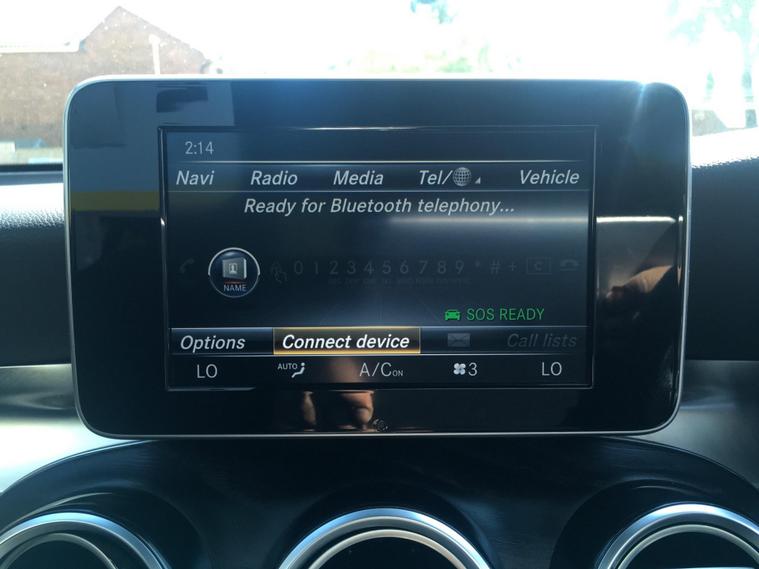 2:14
Navi Radio Media Tel/ Vehicle
Ready for Bluetooth telephony...
0 1 2 3 4 5 6 7 8 9 * # + C
NAME
SOS READY
Options Connect device Call lists
LO AUTO A/C ON 3 LO